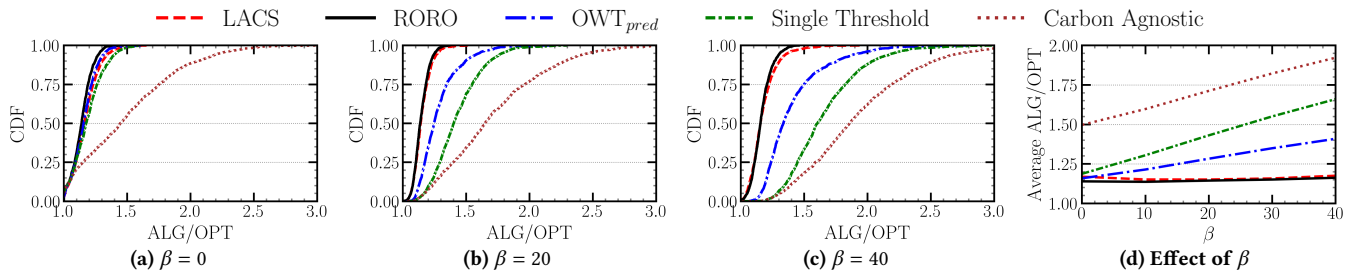 LACS RORO OWT_pred Single Threshold Carbon Agnostic
1.00
0.75
0.50
0.25
0.00
CDF
1.0 1.5 2.0 2.5 3.0
ALG/OPT
(a) β = 0
1.00
0.75
0.50
0.25
0.00
CDF
1.0 1.5 2.0 2.5 3.0
ALG/OPT
(b) β = 20
1.00
0.75
0.50
0.25
0.00
CDF
1.0 1.5 2.0 2.5 3.0
ALG/OPT
(c) β = 40
2.00
1.75
1.50
1.25
1.00
Average ALG/OPT
0 10 20 30 40
β
(d) Effect of β